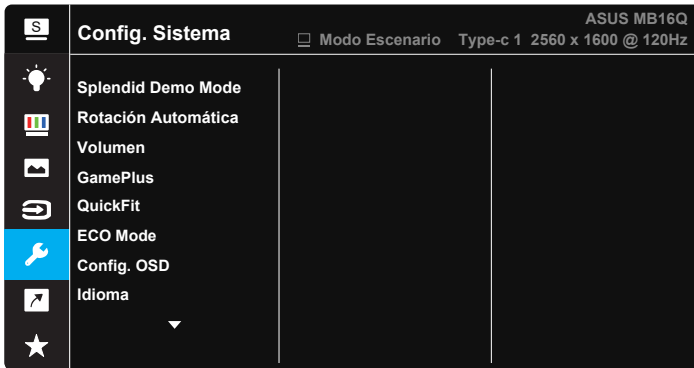 S
Config. Sistema
ASUS MB16Q
Modo Escenario Type-c 1 2560 x 1600 @ 120Hz
Splendid Demo Mode
Rotación Automática
Volumen
GamePlus
QuickFit
ECO Mode
Config. OSD
Idioma